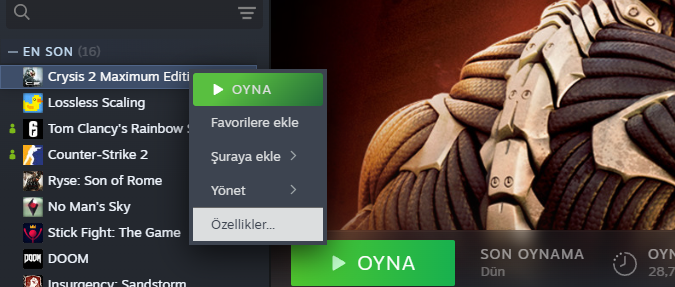 EN SON (16)
Crysis 2 Maximum Editi
OYNA
Lossless Scaling
Favorilere ekle
Tom Clancy's Rainbow
Counter-Strike 2
Şuraya ekle
Ryse: Son of Rome
Yönet
No Man's Sky
Özellikler...
Stick Fight: The Game
DOOM
Insurgency: Sandstorm
OYNA
SON OYNAMA
Dün
OYN
28,7